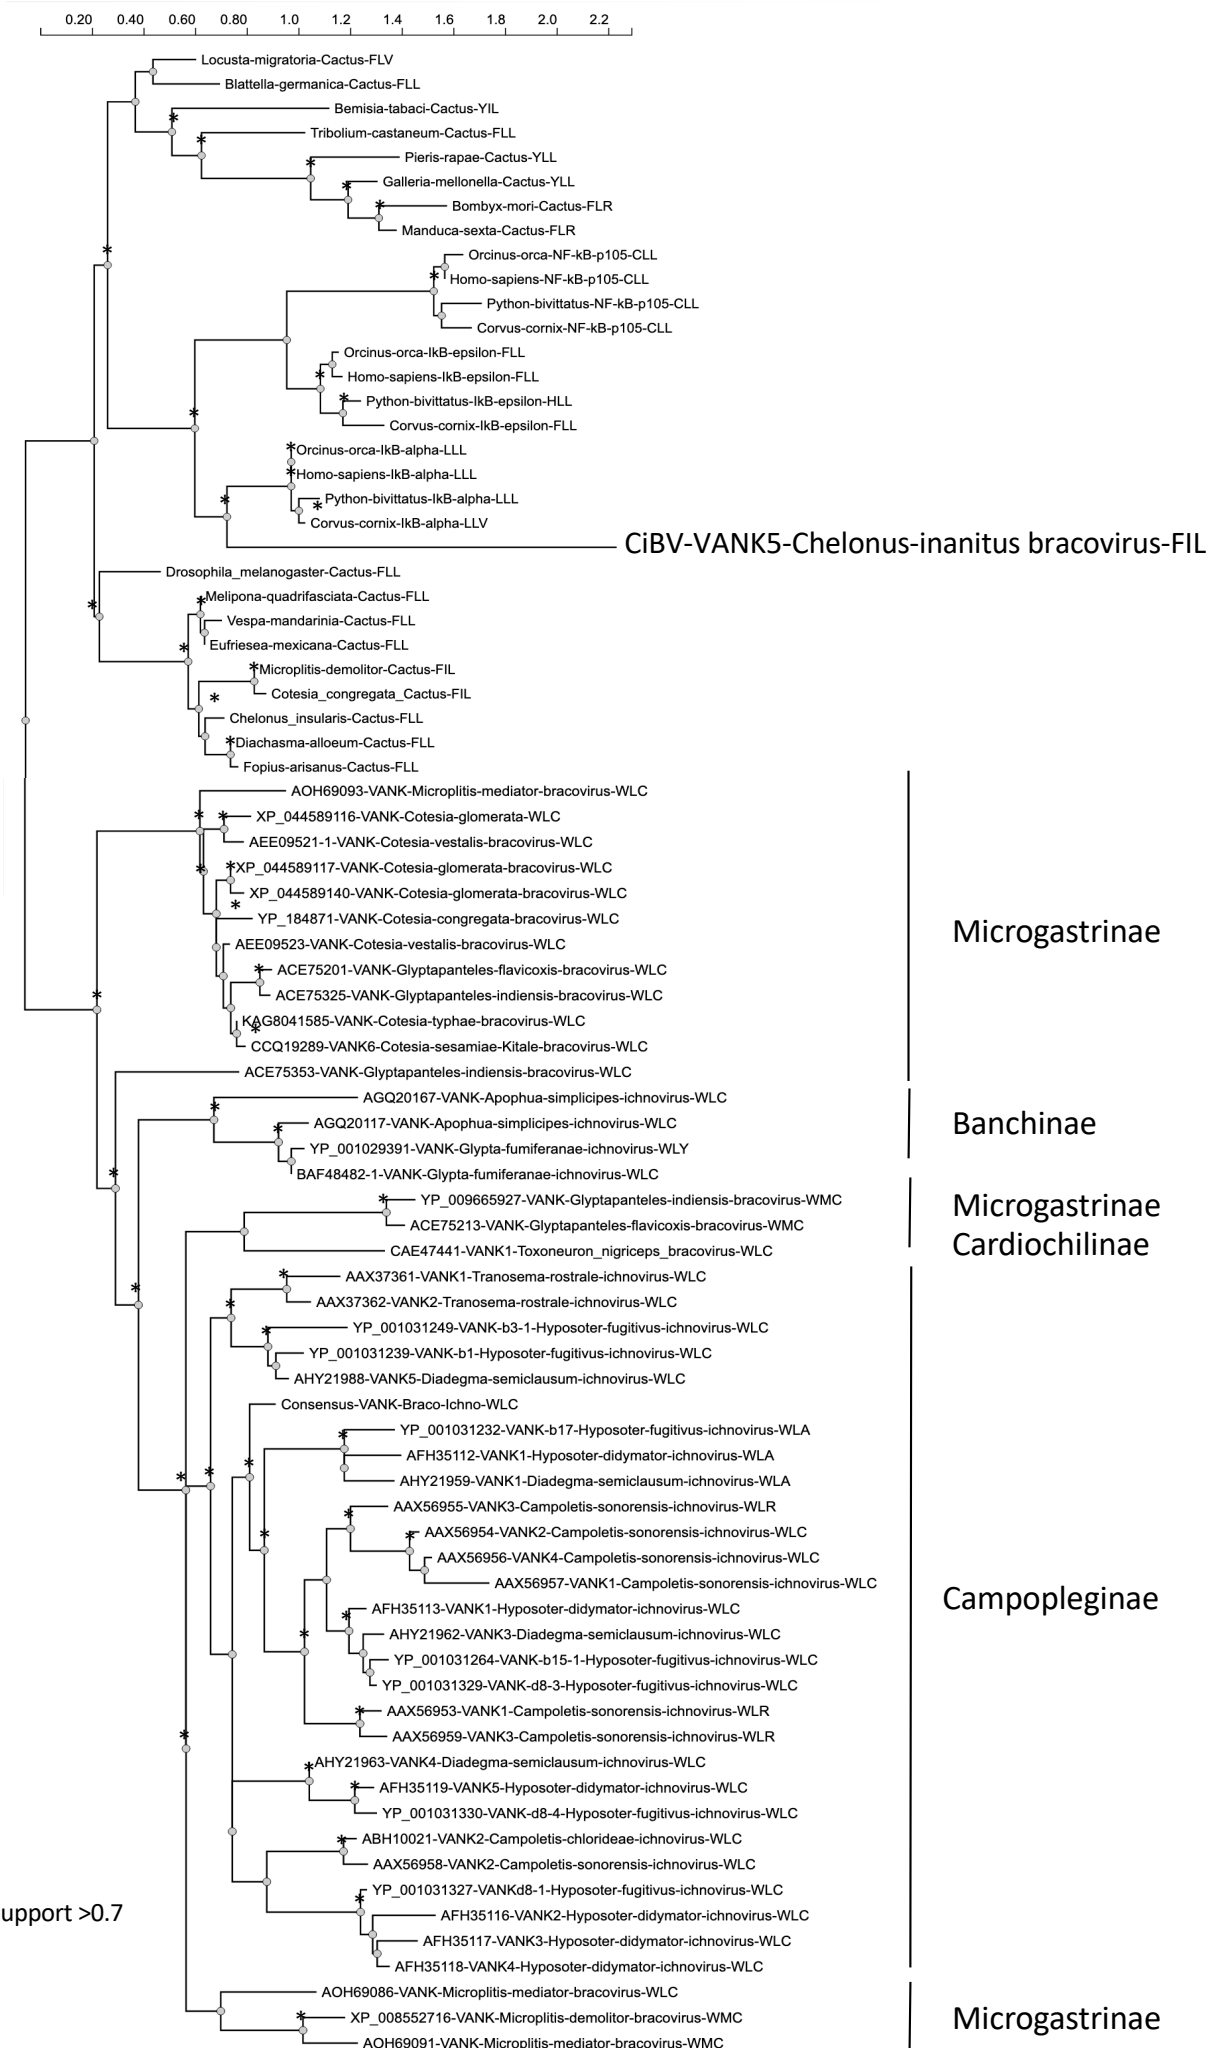 0.20 0.40 0.60 0.80 1.0 1.2 1.4 1.6 1.8 2.0 2.2
Locusta-migratoria-Cactus-FLV
Blattella-germanica-Cactus-FLL
Bemisia-tabaci-Cactus-YIL
Tribolium-castaneum-Cactus-FLL
Pieris-rapae-Cactus-YLL
Galleria-mellonella-Cactus-YLL
Bombyx-mori-Cactus-FLR
Manduca-sexta-Cactus-FLR
Orcinus-orca-NF-kB-p105-CLL
Homo-sapiens-NF-kB-p105-CLL
Python-bivittatus-NF-kB-p105-CLL
Corvus-cornix-NF-kB-p105-CLL
Orcinus-orca-IkB-epsilon-FLL
Homo-sapiens-IkB-epsilon-FLL
Python-bivittatus-IkB-epsilon-HLL
Corvus-cornix-IkB-epsilon-FLL
Orcinus-orca-IkB-alpha-LLL
Homo-sapiens-IkB-alpha-LLL
Python-bivittatus-IkB-alpha-LLL
Corvus-cornix-IkB-alpha-LLV
CiBV-VANK5-Chelonus-inanitus bracovirus-FIL
Drosophila_melanogaster-Cactus-FLL
Melipona-quadrifasciata-Cactus-FLL
Vespa-mandarinia-Cactus-FLL
Eufriesea-mexicana-Cactus-FLL
Microplitis-demolitor-Cactus-FIL
Cotesia_congregata_Cactus-FIL
Chelonus_insularis-Cactus-FLL
Diachasma-alloeum-Cactus-FLL
Fopius-arisanus-Cactus-FLL
AOH69093-VANK-Microplitis-mediator-bracovirus-WLC
XP_044589116-VANK-Cotesia-glomerata-WLC
AEE09521-1-VANK-Cotesia-vestalis-bracovirus-WLC
XP_044589117-VANK-Cotesia-glomerata-bracovirus-WLC
XP_044589140-VANK-Cotesia-glomerata-bracovirus-WLC
YP_184871-VANK-Cotesia-congregata-bracovirus-WLC
Microgastrinae
AEE09523-VANK-Cotesia-vestalis-bracovirus-WLC
ACE75201-VANK-Glyptapanteles-flavicoxis-bracovirus-WLC
ACE75325-VANK-Glyptapanteles-indiensis-bracovirus-WLC
KAG8041585-VANK-Cotesia-typhae-bracovirus-WLC
CCQ19289-VANK6-Cotesia-sesamiae-Kitale-bracovirus-WLC
ACE75353-VANK-Glyptapanteles-indiensis-bracovirus-WLC
AGQ20167-VANK-Apophua-simplicipes-ichnovirus-WLC
AGQ20117-VANK-Apophua-simplicipes-ichnovirus-WLC
Banchinae
YP_001029391-VANK-Glypta-fumiferanae-ichnovirus-WLY
BAF48482-1-VANK-Glypta-fumiferanae-ichnovirus-WLC
YP_009665927-VANK-Glyptapanteles-indiensis-bracovirus-WMC
Microgastrinae
ACE75213-VANK-Glyptapanteles-flavicoxis-bracovirus-WMC
Cardiochilinae
CAE47441-VANK1-Toxoneuron_nigriceps_bracovirus-WLC
AAX37361-VANK1-Tranosema-rostrale-ichnovirus-WLC
AAX37362-VANK2-Tranosema-rostrale-ichnovirus-WLC
YP_001031249-VANK-b3-1-Hyposoter-fugitivus-ichnovirus-WLC
YP_001031239-VANK-b1-Hyposoter-fugitivus-ichnovirus-WLC
AHY21988-VANK5-Diadegma-semiclausum-ichnovirus-WLC
Consensus-VANK-Braco-Ichno-WLC
YP_001031232-VANK-b17-Hyposoter-fugitivus-ichnovirus-WLA
AFH35112-VANK1-Hyposoter-didymator-ichnovirus-WLA
AHY21959-VANK1-Diadegma-semiclausum-ichnovirus-WLA
AAX56955-VANK3-Campoletis-sonorensis-ichnovirus-WLR
AAX56954-VANK2-Campoletis-sonorensis-ichnovirus-WLC
AAX56956-VANK4-Campoletis-sonorensis-ichnovirus-WLC
AAX56957-VANK1-Campoletis-sonorensis-ichnovirus-WLC
Campopleginae
AFH35113-VANK1-Hyposoter-didymator-ichnovirus-WLC
AHY21962-VANK3-Diadegma-semiclausum-ichnovirus-WLC
YP_001031264-VANK-b15-1-Hyposoter-fugitivus-ichnovirus-WLC
YP_001031329-VANK-d8-3-Hyposoter-fugitivus-ichnovirus-WLC
AAX56953-VANK1-Campoletis-sonorensis-ichnovirus-WLR
AAX56959-VANK3-Campoletis-sonorensis-ichnovirus-WLR
AHY21963-VANK4-Diadegma-semiclausum-ichnovirus-WLC
AFH35119-VANK5-Hyposoter-didymator-ichnovirus-WLC
YP_001031330-VANK-d8-4-Hyposoter-fugitivus-ichnovirus-WLC
ABH10021-VANK2-Campoletis-chlorideae-ichnovirus-WLC
AAX56958-VANK2-Campoletis-sonorensis-ichnovirus-WLC
YP_001031327-VANKd8-1-Hyposoter-fugitivus-ichnovirus-WLC
upport >0.7
AFH35116-VANK2-Hyposoter-didymator-ichnovirus-WLC
AFH35117-VANK3-Hyposoter-didymator-ichnovirus-WLC
AFH35118-VANK4-Hyposoter-didymator-ichnovirus-WLC
AOH69086-VANK-Microplitis-mediator-bracovirus-WLC
XP_008552716-VANK-Microplitis-demolitor-bracovirus-WMC
Microgastrinae
AOH69091-VANK-Microplitis-mediator-bracovirus-WMC